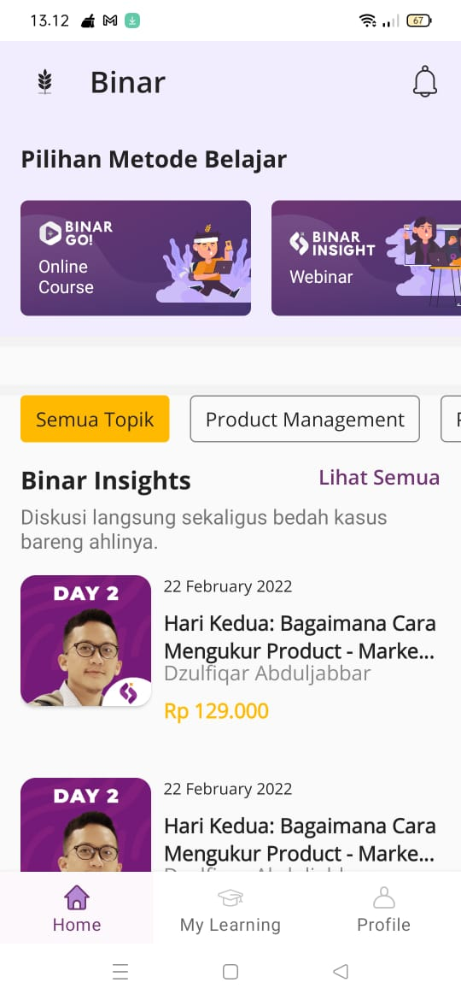 13.12
67
Binar
Pilihan Metode Belajar
BINAR
GO!
Online
Course
BINAR
INSIGHT
Webinar
Semua Topik
Product Management
Binar Insights
Lihat Semua
Diskusi langsung sekaligus bedah kasus
bareng ahlinya.
DAY 2
22 February 2022
Hari Kedua: Bagaimana Cara
Mengukur Product - Marke...
Dzulfiqar Abduljabbar
Rp 129.000
DAY 2
22 February 2022
Hari Kedua: Bagaimana Cara
Mengukur Product - Marke...
Home
My Learning
Profile